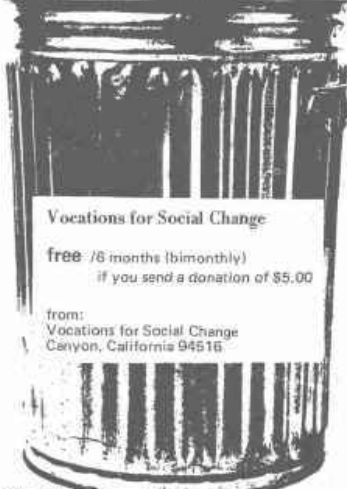 Vocations for Social Change
free /6 months (bimonthly)
if you send a donation of $5.00
from:
Vocations for Social Change
Canyon, California 94516